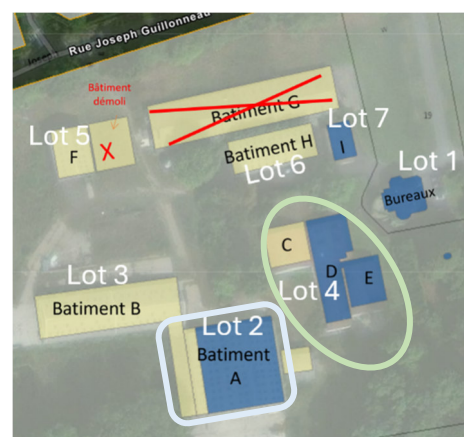 Rue Joseph Guillonneau
Bâtiment
démoli
Batiment G
Lot 7
Lot 5
F
X
Batiment H
I
Lot 6
19
Lot 1
Bureaux
C
D
E
Lot 4
Lot 3
Batiment B
Lot 2
Batiment
A